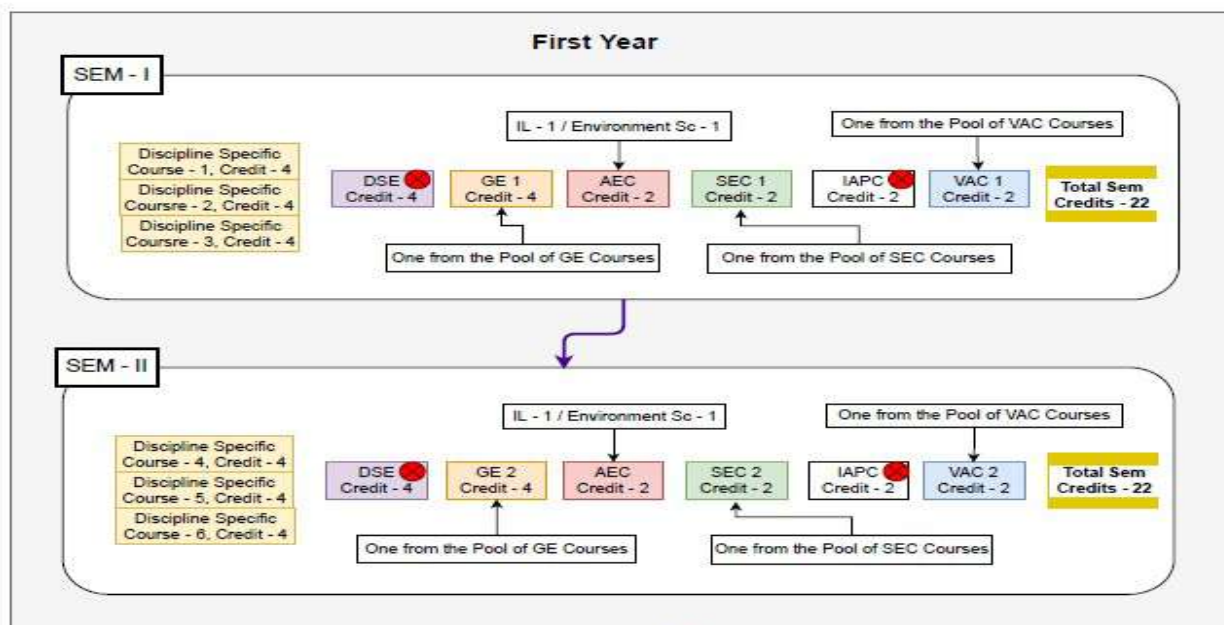 First Year
SEM - I
IL - 1 / Environment Sc - 1
One from the Pool of VAC Courses
Discipline Specific
Course - 1, Credit - 4
Discipline Specific
Coursre - 2, Credit - 4
Discipline Specific
Coursre - 3, Credit - 4
DSE
Credit - 4
GE 1
Credit - 4
AEC
Credit - 2
SEC 1
Credit - 2
IAPC
Credit - 2
VAC 1
Credit - 2
Total Sem
Credits - 22
One from the Pool of GE Courses
One from the Pool of SEC Courses
SEM - II
IL - 1 / Environment Sc - 1
One from the Pool of VAC Courses
Discipline Specific
Course - 4, Credit - 4
Discipline Specific
Course - 5, Credit - 4
Discipline Specific
Course - 6, Credit - 4
DSE
Credit - 4
GE 2
Credit - 4
AEC
Credit - 2
SEC 2
Credit - 2
IAPC
Credit - 2
VAC 2
Credit - 2
Total Sem
Credits - 22
One from the Pool of GE Courses
One from the Pool of SEC Courses